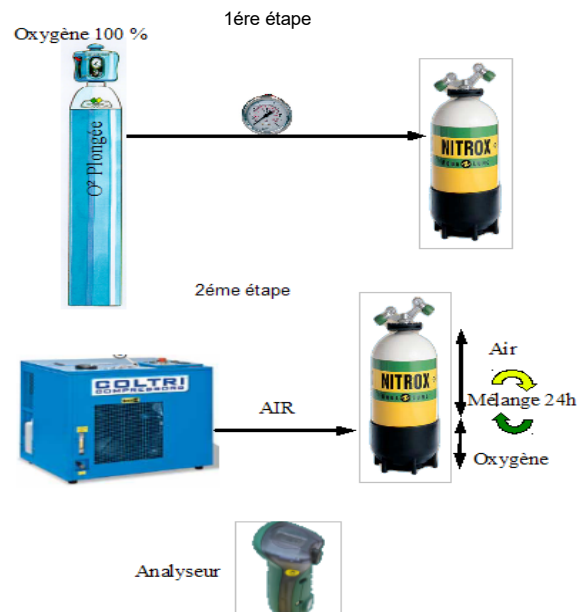 1ére étape
Oxygène 100 %
O² Plongée
NITROX
2éme étape
COLTRI
COMPRESSORS
AIR
NITROX
Air
Mélange 24h
Oxygène
Analyseur